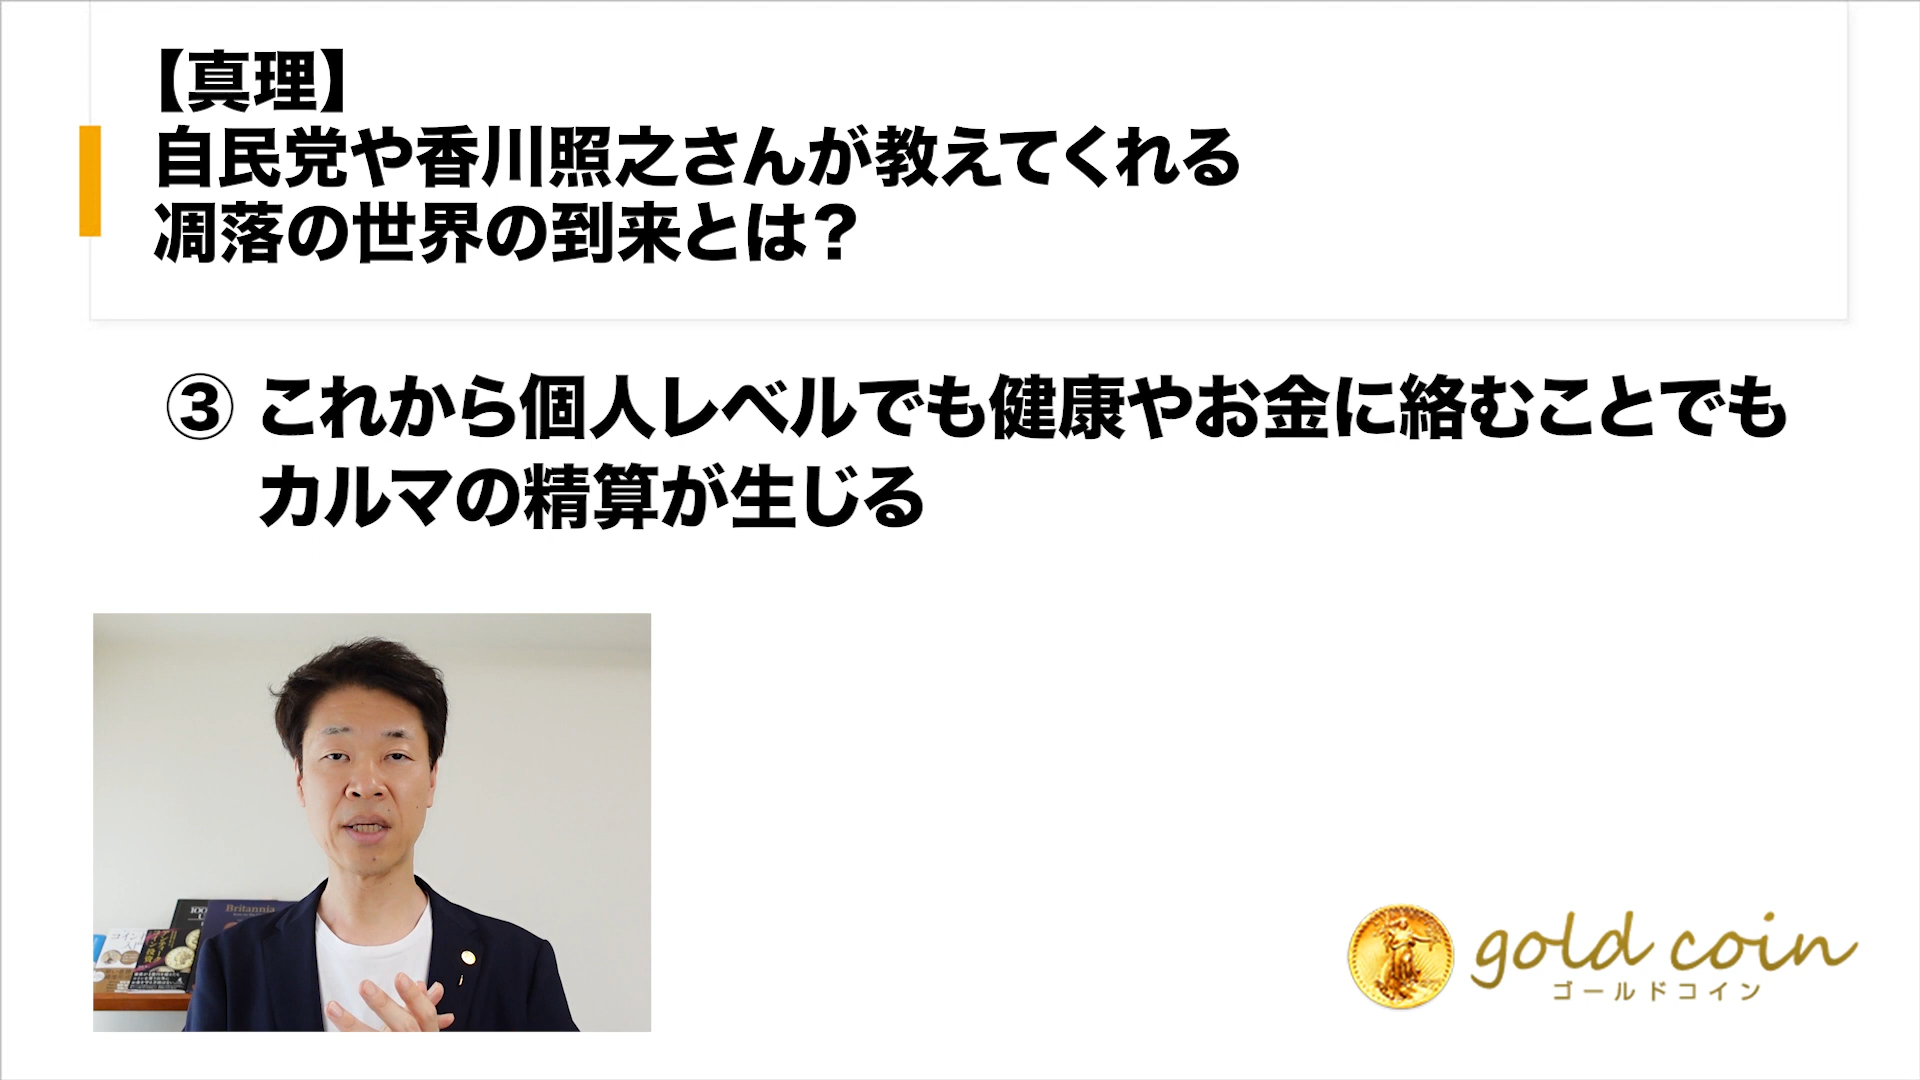 【真理】
自民党や香川照之さんが教えてくれる
凋落の世界の到来とは？
③ これから個人レベルでも健康やお金に絡むことでも
カルマの精算が生じる
Britannia
gold coin
ゴールドコイン